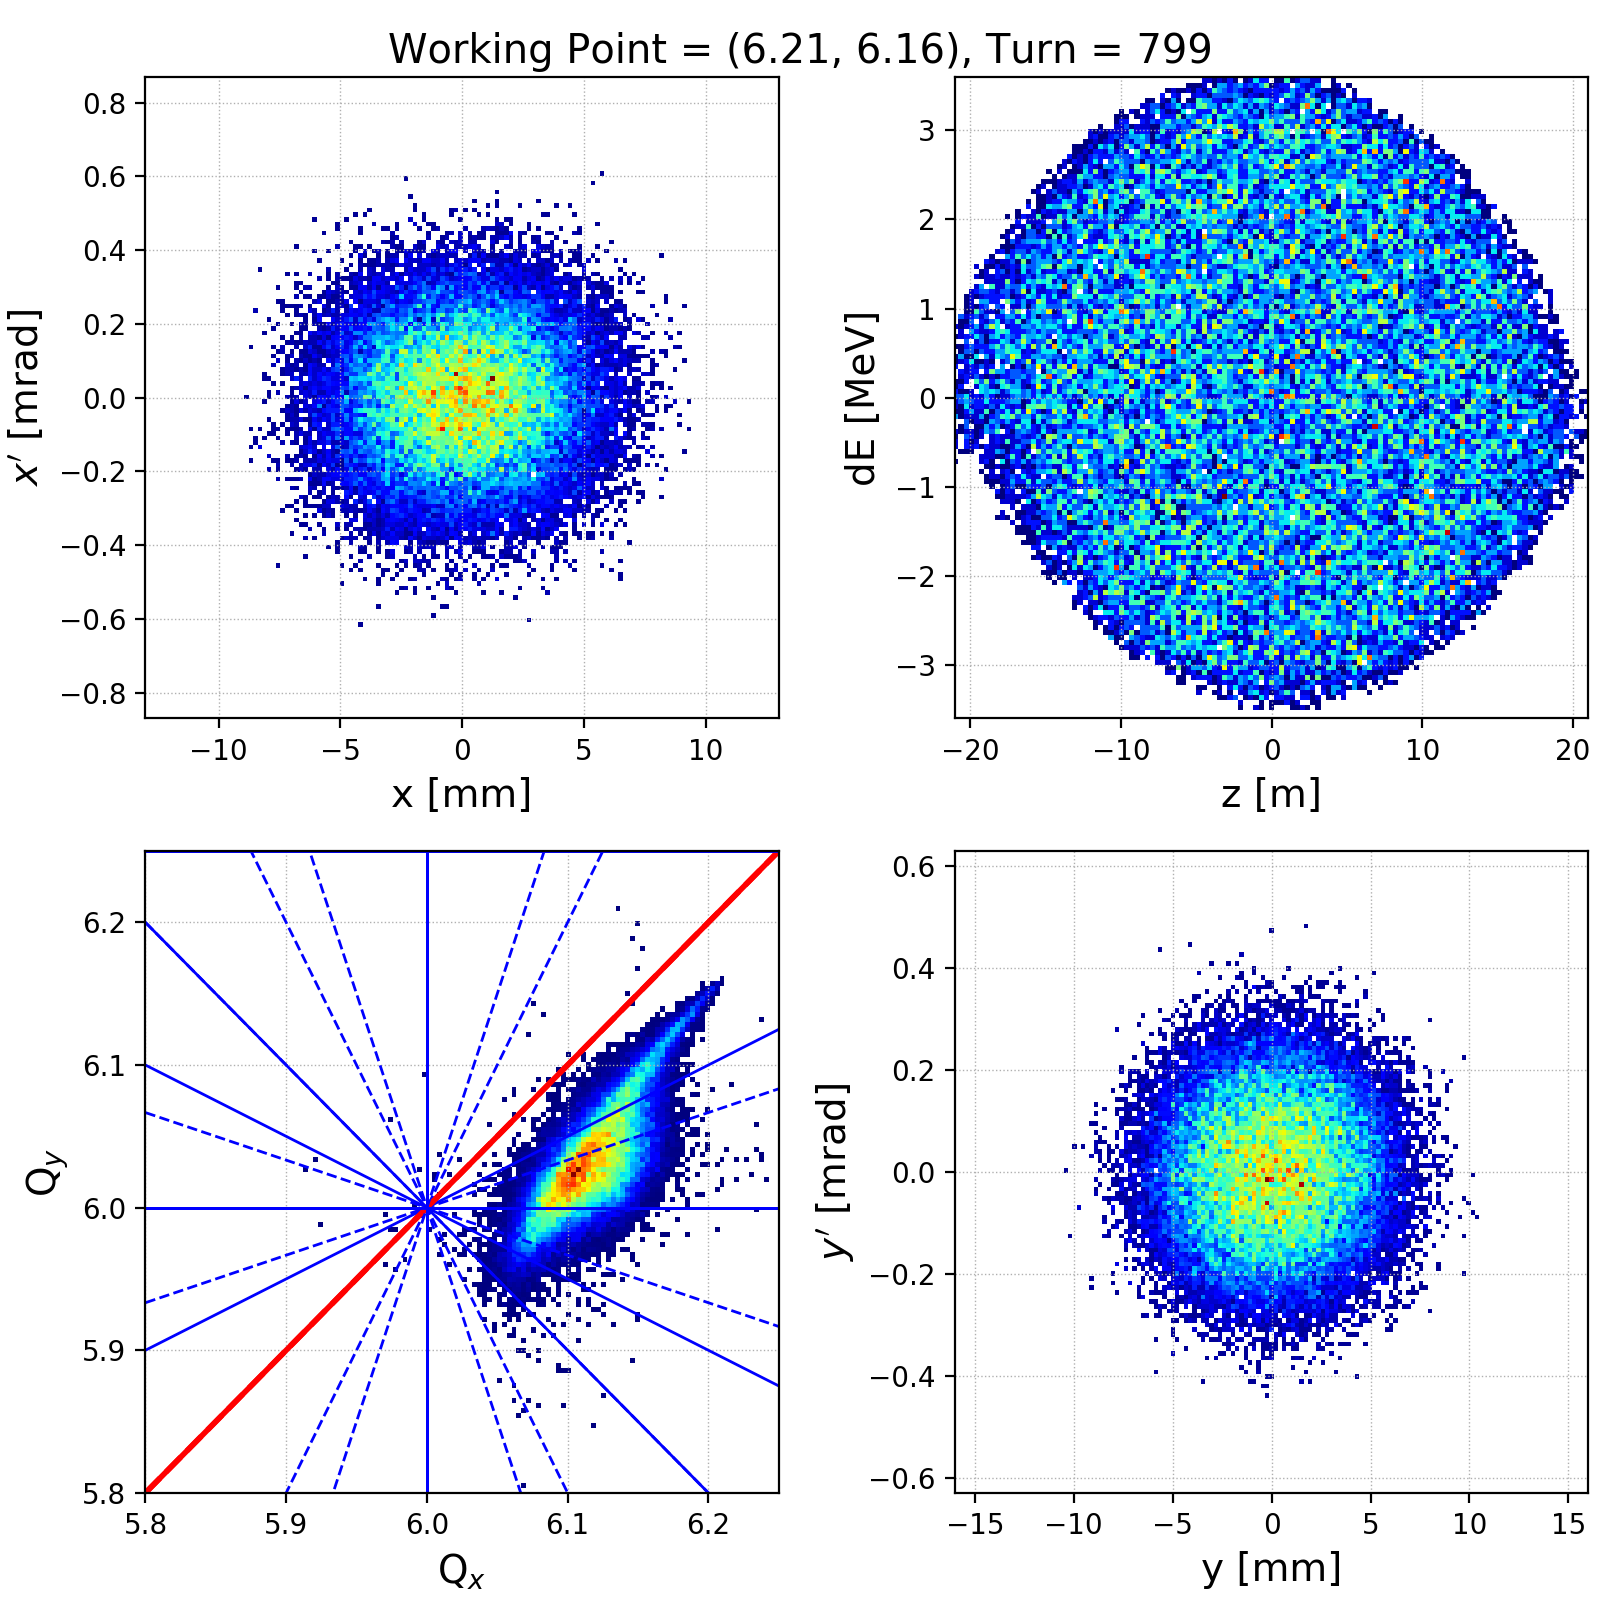 Working Point = (6.21, 6.16), Turn = 799
0.8
0.6
0.4
0.2
0.0
−0.2
−0.4
−0.6
−0.8
x′ [mrad]
−10 −5 0 5 10
x [mm]
3
2
1
0
−1
−2
−3
dE [MeV]
−20 −10 0 10 20
z [m]
6.2
6.1
6.0
5.9
5.8
Qy
5.8 5.9 6.0 6.1 6.2
Qx
0.6
0.4
0.2
0.0
−0.2
−0.4
−0.6
y′ [mrad]
−15 −10 −5 0 5 10 15
y [mm]